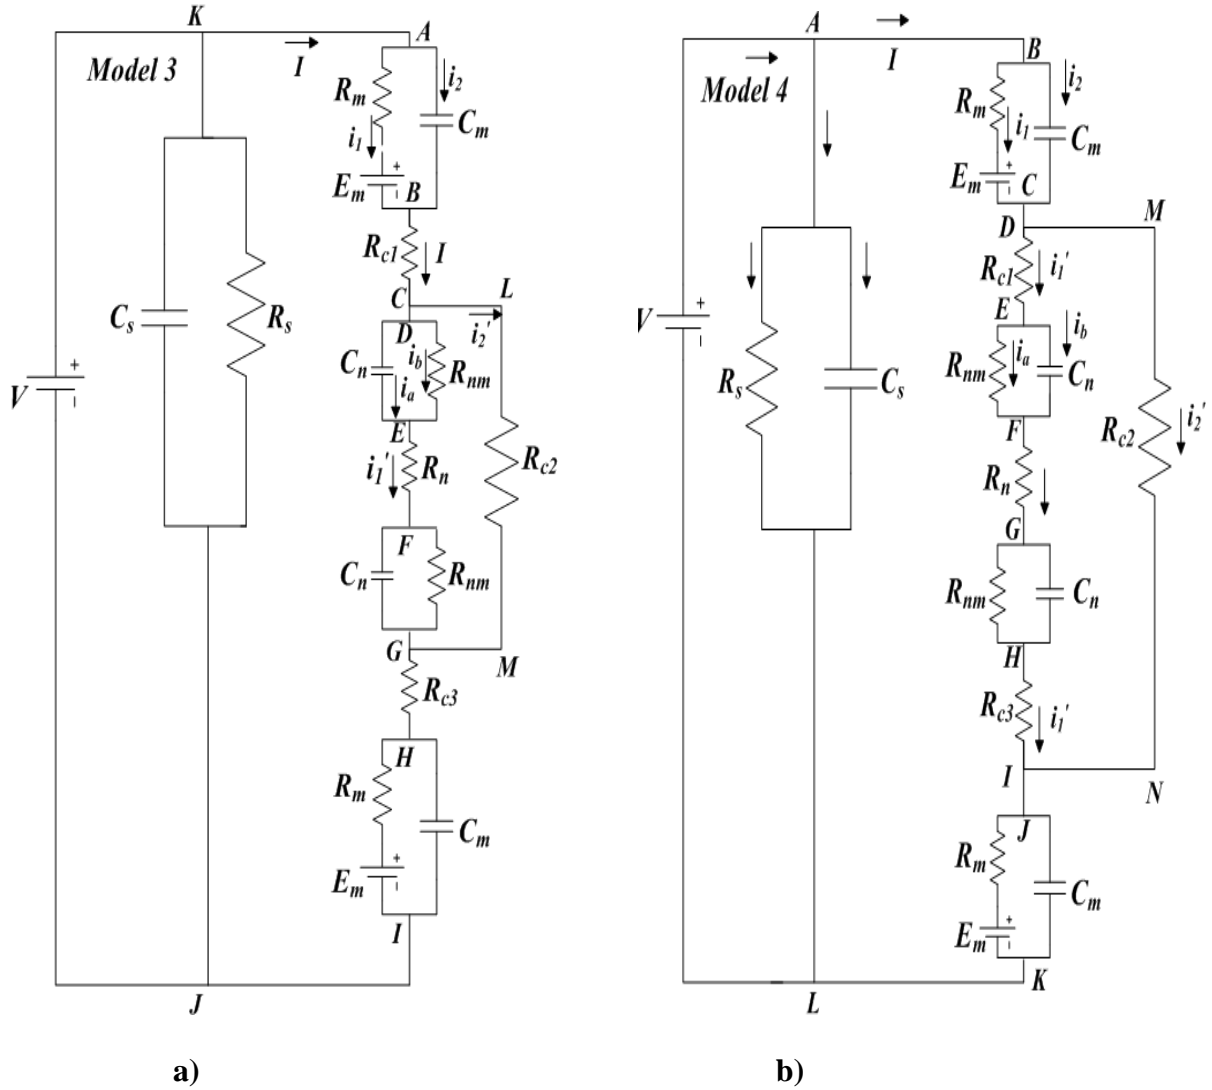 K
A
Model 3
I
R_m
i_2
C_m
i_1
E_m
+
B
R_c1
I
C
L
i_2'
D
C_s
R_s
C_n
i_b
R_nm
i_a
+
V
E
i_1'
R_n
R_c2
F
C_n
R_nm
G
M
R_c3
H
R_m
C_m
+
E_m
I
J
a)
A
I
B
Model 4
R_m
i_2
i_1
C_m
E_m
+
C
D
M
R_c1
i_1'
E
+
V
i_b
R_nm
i_a
C_n
R_s
C_s
F
R_c2
i_2'
R_n
G
R_nm
C_n
H
R_c3
i_1'
I
N
J
R_m
C_m
E_m
+
K
L
b)